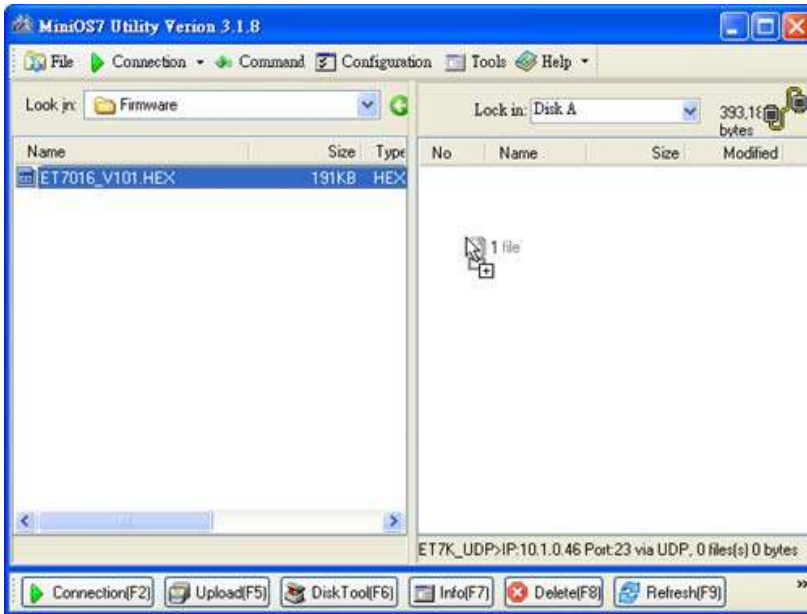 MiniOS7 Utility Verion 3.1.8
File Connection Command Configuration Tools Help
Look in: Firmware
Lock in: Disk A
393,18
bytes
Name Size Type
No Name Size Modified
ET7016_V101.HEX 191KB HEX
1 file
ET7K_UDP>IP:10.1.0.46 Port:23 via UDP, 0 files(s) 0 bytes
Connection(F2) Upload(F5) DiskTool(F6) Info(F7) Delete(F8) Refresh(F9) »